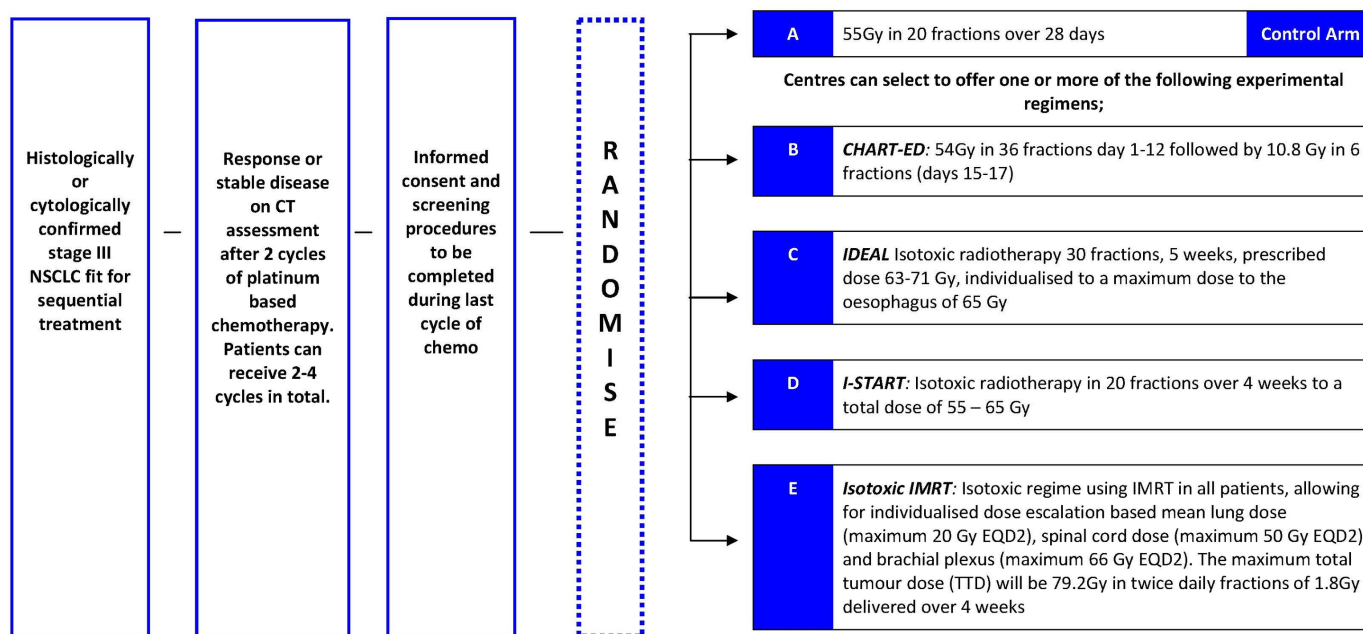 Histologically
or
cytologically
confirmed
stage III
NSCLC fit for
sequential
treatment
—
Response or
stable disease
on CT
assessment
after 2 cycles
of platinum
based
chemotherapy.
Patients can
receive 2-4
cycles in total.
—
Informed
consent and
screening
procedures
to be
completed
during last
cycle of
chemo
—
R
A
N
D
O
M
I
S
E
A
55Gy in 20 fractions over 28 days
Control Arm
Centres can select to offer one or more of the following experimental
regimens;
B
CHART-ED: 54Gy in 36 fractions day 1-12 followed by 10.8 Gy in 6
fractions (days 15-17)
C
IDEAL Isotoxic radiotherapy 30 fractions, 5 weeks, prescribed
dose 63-71 Gy, individualised to a maximum dose to the
oesophagus of 65 Gy
D
I-START: Isotoxic radiotherapy in 20 fractions over 4 weeks to a
total dose of 55 – 65 Gy
E
Isotoxic IMRT: Isotoxic regime using IMRT in all patients, allowing
for individualised dose escalation based mean lung dose
(maximum 20 Gy EQD2), spinal cord dose (maximum 50 Gy EQD2)
and brachial plexus (maximum 66 Gy EQD2). The maximum total
tumour dose (TTD) will be 79.2Gy in twice daily fractions of 1.8Gy
delivered over 4 weeks